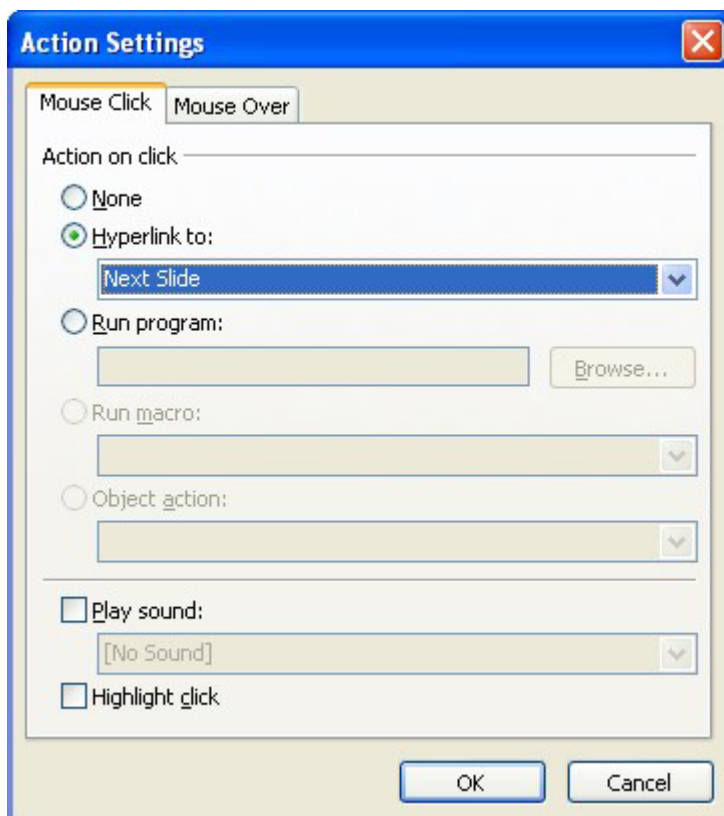 Action Settings
Mouse Click Mouse Over
Action on click
None
Hyperlink to:
Next Slide
Run program:
Browse...
Run macro:
Object action:
Play sound:
[No Sound]
Highlight click
OK Cancel